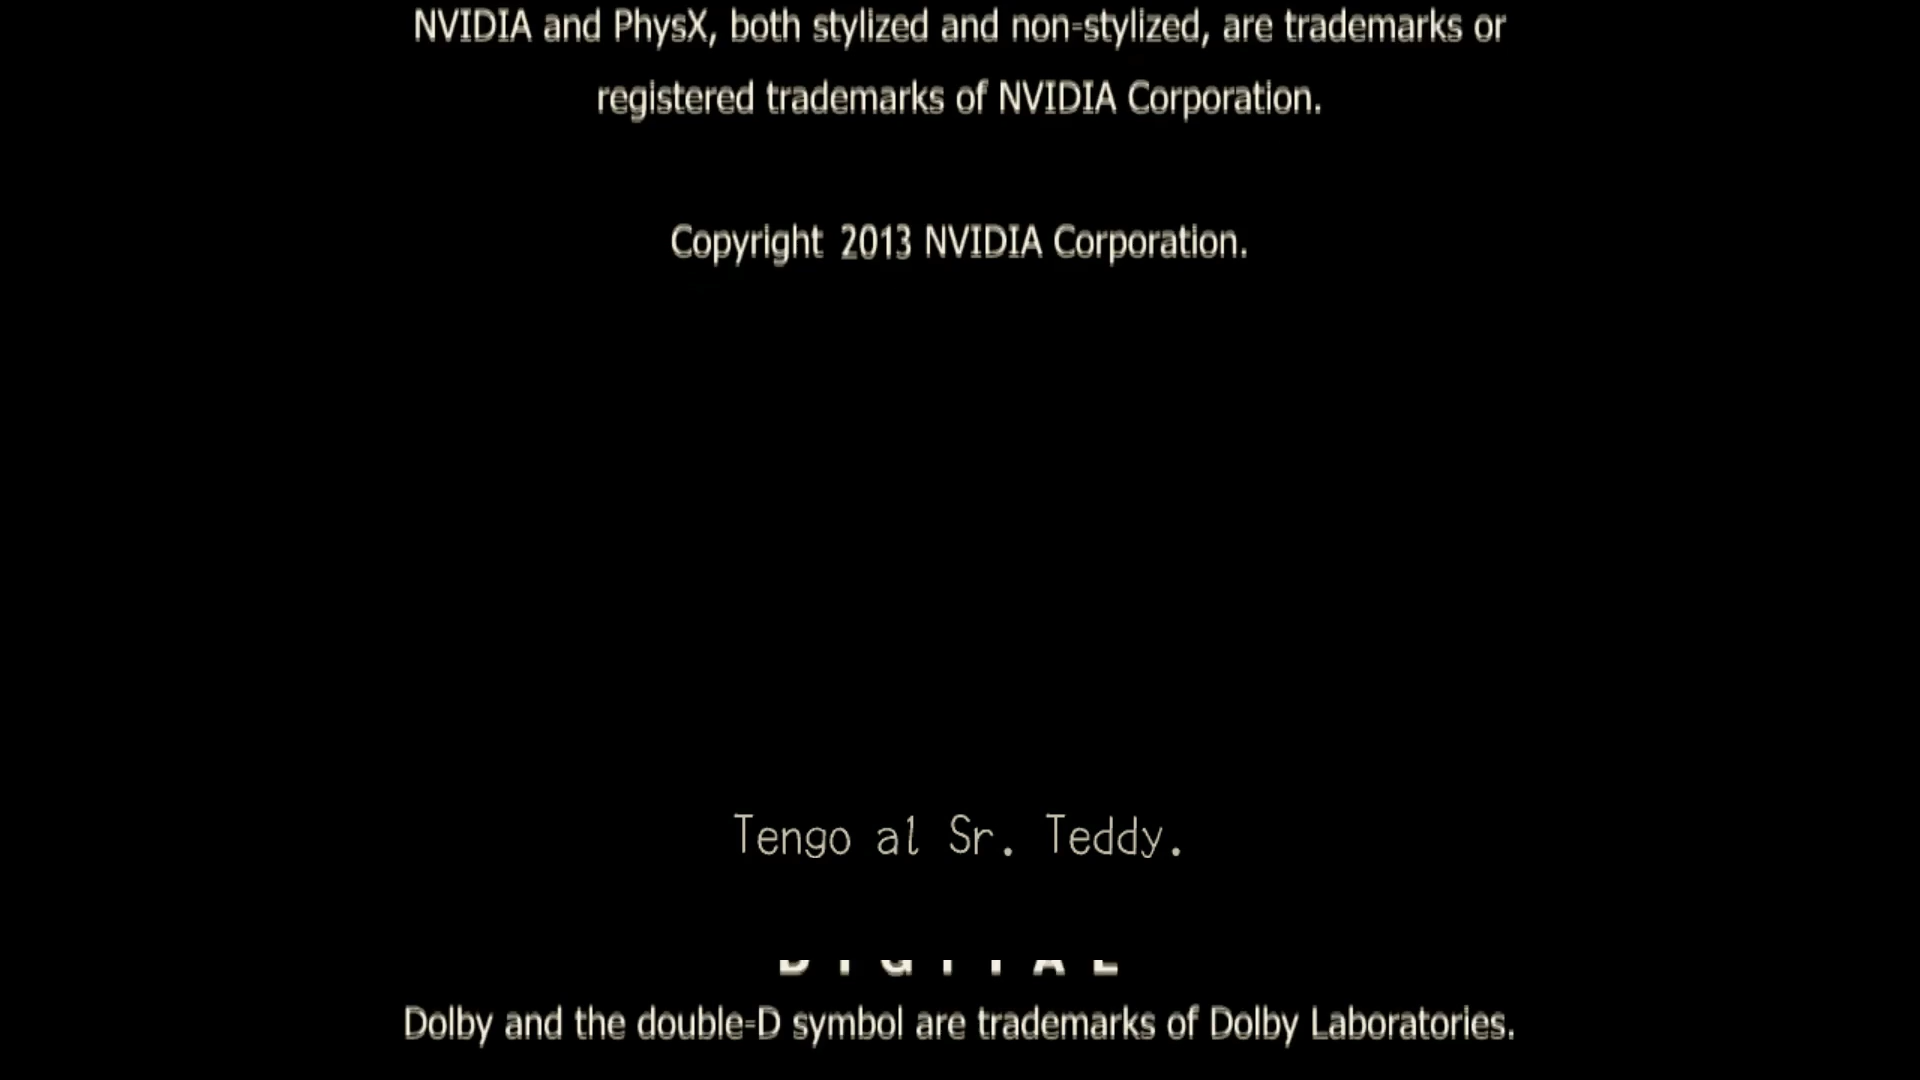 NVIDIA and PhysX, both stylized and non-stylized, are trademarks or
registered trademarks of NVIDIA Corporation.
Copyright 2013 NVIDIA Corporation.
Tengo al Sr. Teddy.
DIGITAL
Dolby and the double-D symbol are trademarks of Dolby Laboratories.